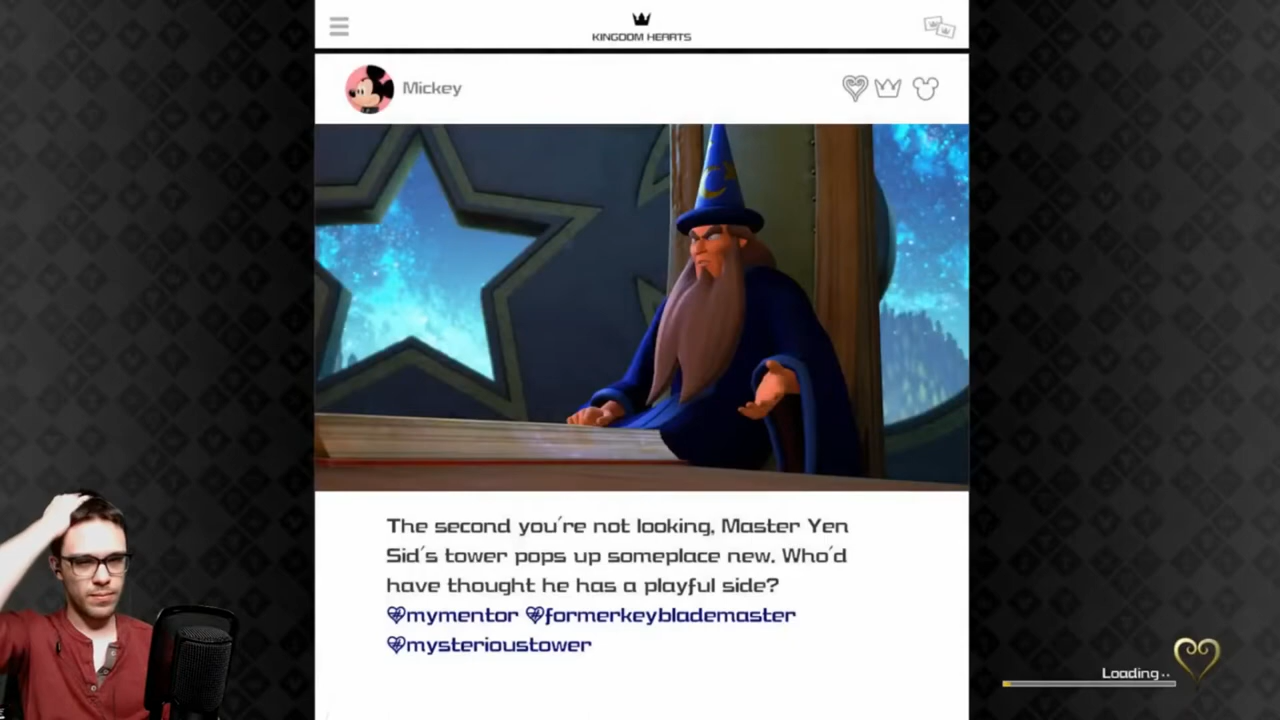 KINGDOM HEARTS
Mickey
The second you're not looking, Master Yen
Sid's tower pops up someplace new. Who'd
have thought he has a playful side?
mymentor formerkeyblademaster
mysterioustower
Loading..